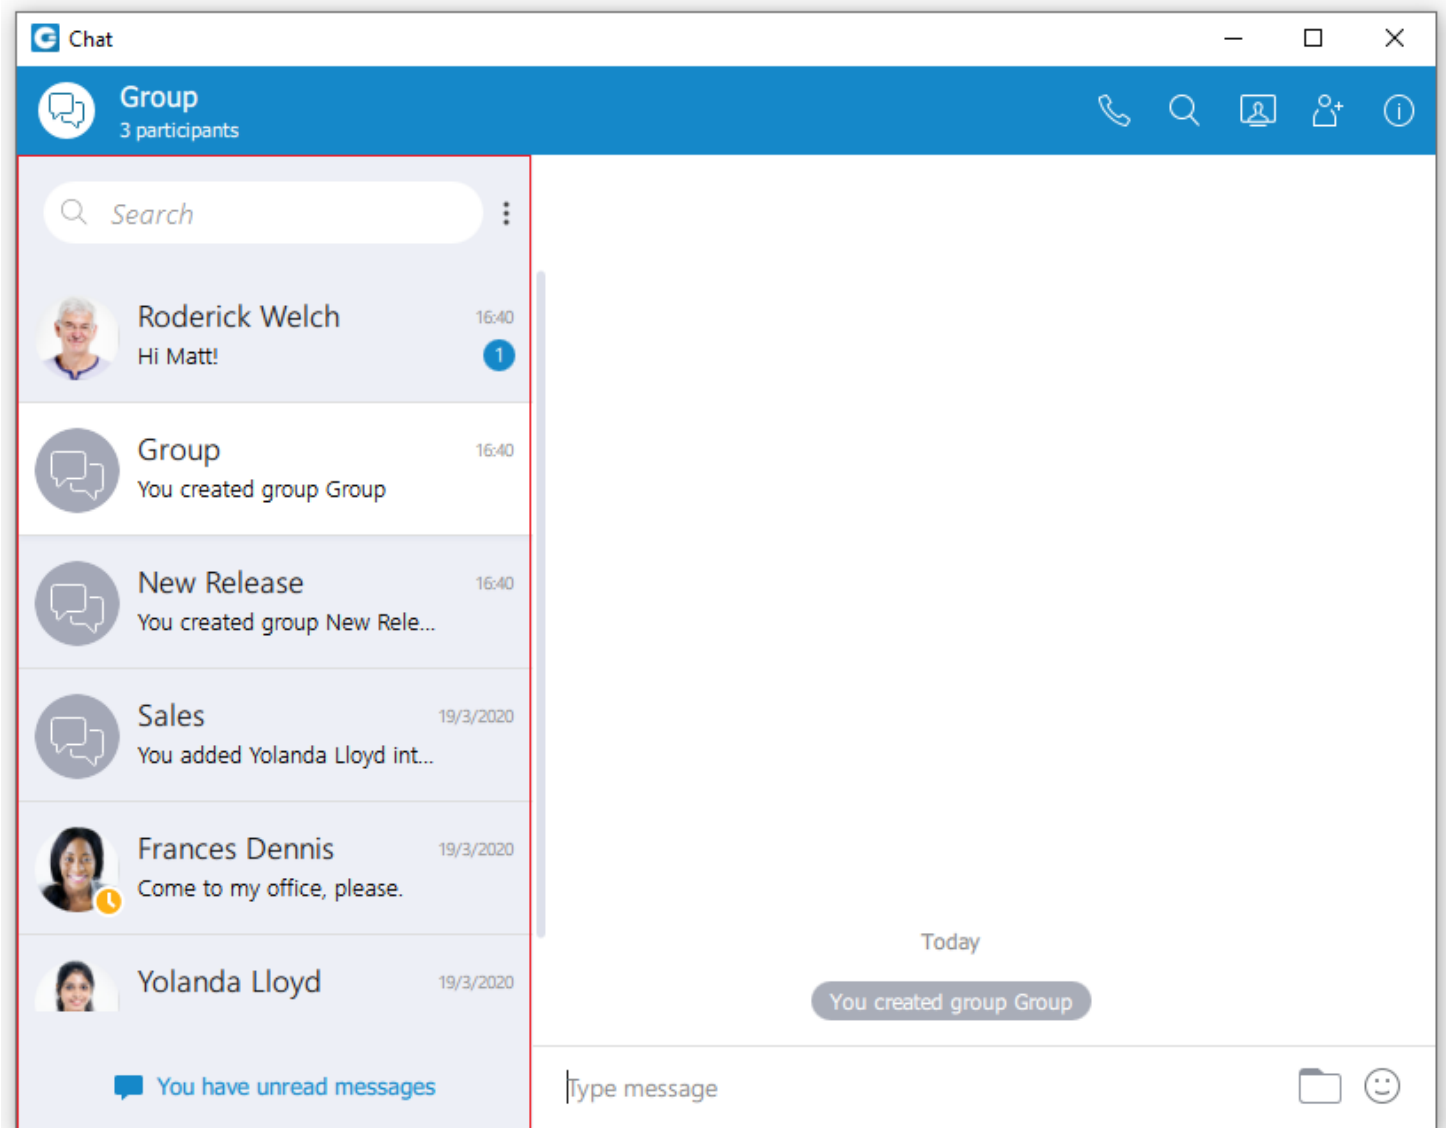 Chat
Group
3 participants
Search
Roderick Welch 16:40
Hi Matt! 1
Group 16:40
You created group Group
New Release 16:40
You created group New Rele...
Sales 19/3/2020
You added Yolanda Lloyd int...
Frances Dennis 19/3/2020
Come to my office, please.
Yolanda Lloyd 19/3/2020
You have unread messages
Today
You created group Group
Type message